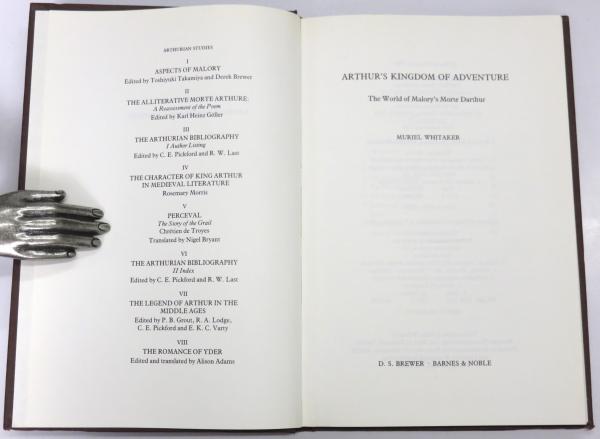 ARTHURIAN STUDIES
I
ASPECTS OF MALORY
Edited by Toshiyuki Takamiya and Derek Brewer
II
THE ALLITERATIVE MORTE ARTHURE:
A Reassessment of the Poem
Edited by Karl Heinz Göller
III
THE ARTHURIAN BIBLIOGRAPHY
I Author Listing
Edited by C. E. Pickford and R. W. Last
IV
THE CHARACTER OF KING ARTHUR
IN MEDIEVAL LITERATURE
Rosemary Morris
V
PERCEVAL
The Story of the Grail
Chrétien de Troyes
Translated by Nigel Bryant
VI
THE ARTHURIAN BIBLIOGRAPHY
II Index
Edited by C. E. Pickford and R. W. Last
VII
THE LEGEND OF ARTHUR IN THE
MIDDLE AGES
Edited by P. B. Grout, R. A. Lodge,
C. E. Pickford and E. K. C. Varty
VIII
THE ROMANCE OF YDER
Edited and translated by Alison Adams
ARTHUR'S KINGDOM OF ADVENTURE
The World of Malory's Morte Darthur
MURIEL WHITAKER
D. S. BREWER · BARNES & NOBLE